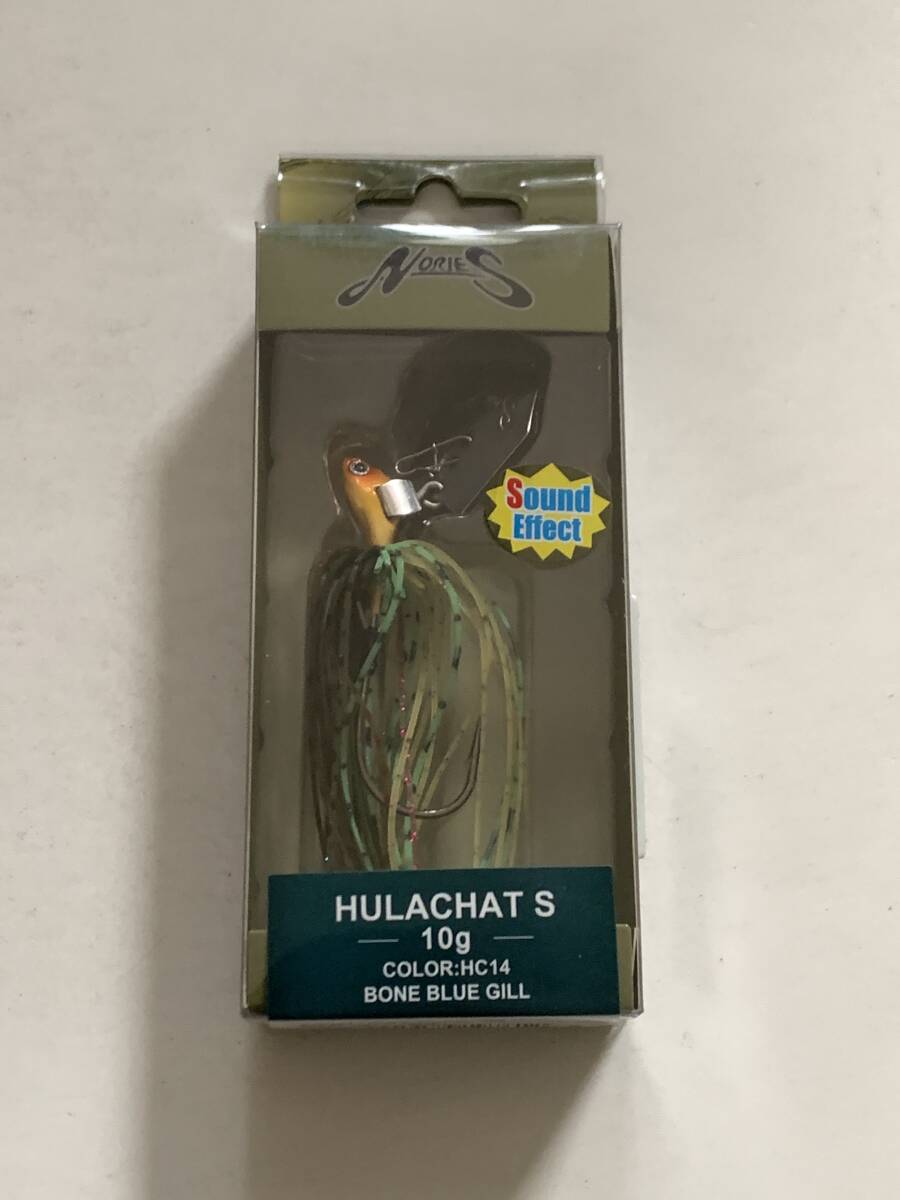 NORIES
Sound
Effect
HULACHAT S
10g
COLOR:HC14
BONE BLUE GILL